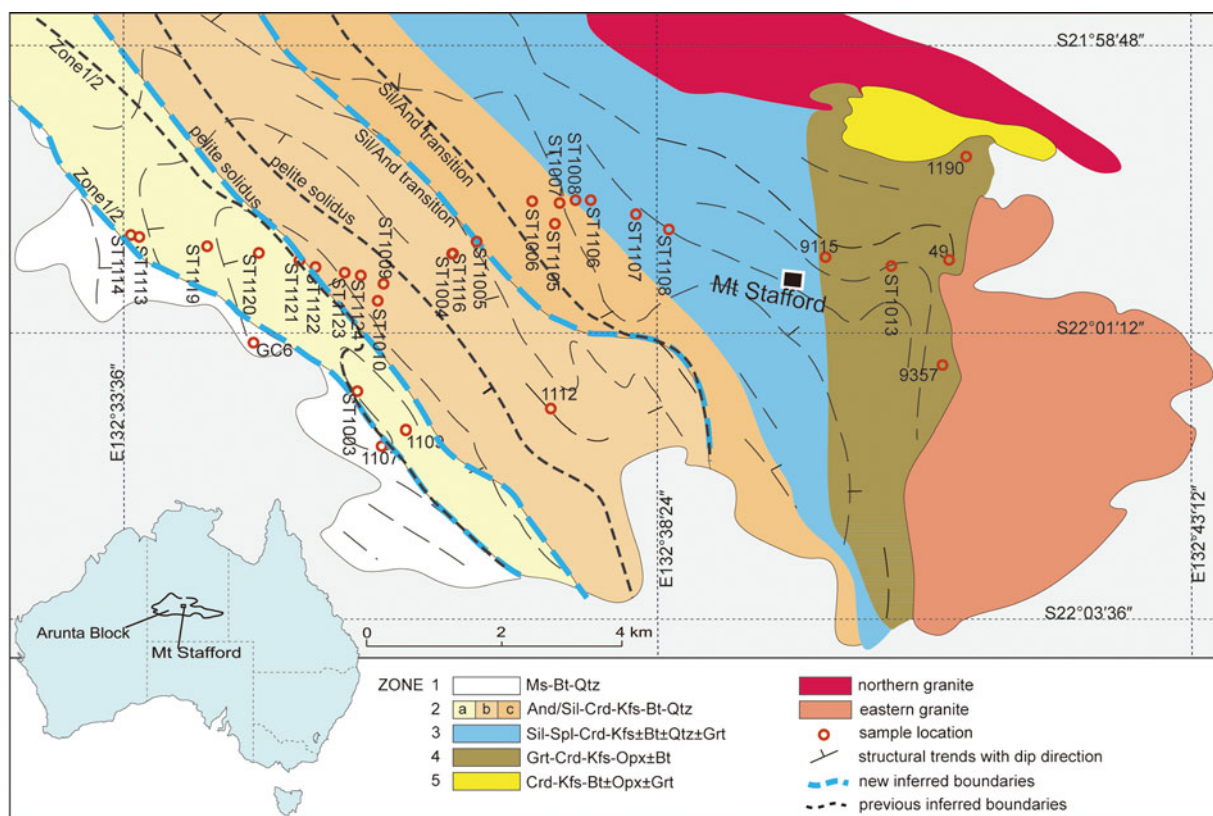 S21°58′48″
Zone1/2
Zone1/2
pelite solidus
pelite solidus
Sil/And transition
Sil/And transition
1190
ST1114
ST1113
ST1119
ST1120
ST1121
ST1122
ST1123
ST1124
ST1009
ST1010
ST1004
ST1116
ST1005
ST1006
ST1007
ST1105
ST1008
ST1106
ST1107
ST1108
9115
49
ST1013
Mt Stafford
S22°01′12″
GC6
9357
E132°33′36″
ST1003
1112
1109
1107
E132°38′24″
E132°43′12″
S22°03′36″
Arunta Block
Mt Stafford
0 2 4 km
ZONE 1 Ms-Bt-Qtz
2 a b c And/Sil-Crd-Kfs-Bt-Qtz
3 Sil-Spl-Crd-Kfs±Bt±Qtz±Grt
4 Grt-Crd-Kfs-Opx±Bt
5 Crd-Kfs-Bt±Opx±Grt
northern granite
eastern granite
sample location
structural trends with dip direction
new inferred boundaries
previous inferred boundaries